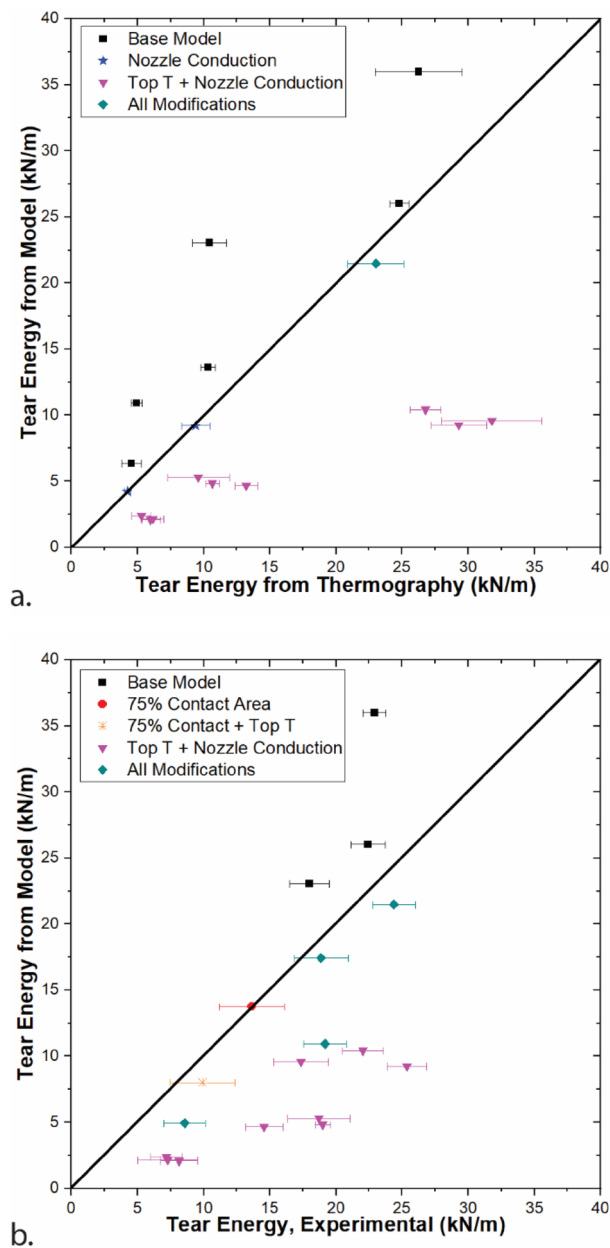 40
35
30
25
20
15
10
5
0
Tear Energy from Model (kN/m)
Base Model
Nozzle Conduction
Top T + Nozzle Conduction
All Modifications
0 5 10 15 20 25 30 35 40
Tear Energy from Thermography (kN/m)
a.
40
35
30
25
20
15
10
5
0
Tear Energy from Model (kN/m)
Base Model
75% Contact Area
75% Contact + Top T
Top T + Nozzle Conduction
All Modifications
0 5 10 15 20 25 30 35 40
Tear Energy, Experimental (kN/m)
b.